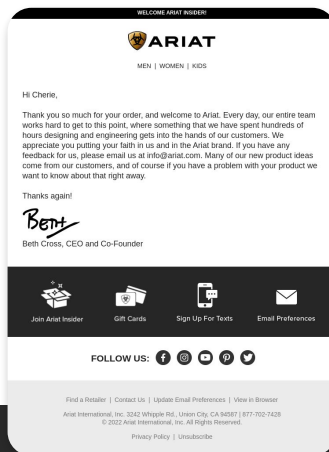 WELCOME ARIAT INSIDER!
ARIAT
MEN | WOMEN | KIDS
Hi Cherie,
Thank you so much for your order, and welcome to Ariat. Every day, our entire team
works hard to get to this point, where something that we have spent hundreds of
hours designing and engineering gets into the hands of our customers. We
appreciate you putting your faith in us and in the Ariat brand. If you have any
feedback for us, please email us at info@ariat.com. Many of our new product ideas
come from our customers, and of course if you have a problem with your product we
want to know about that right away.
Thanks again!
Beth
Beth Cross, CEO and Co-Founder
Join Ariat Insider Gift Cards Sign Up For Texts Email Preferences
FOLLOW US:
Find a Retailer | Contact Us | Update Email Preferences | View in Browser
Ariat International, Inc. 3242 Whipple Rd., Union City, CA 94587 | 877-702-7428
© 2022 Ariat International, Inc. All Rights Reserved.
Privacy Policy | Unsubscribe